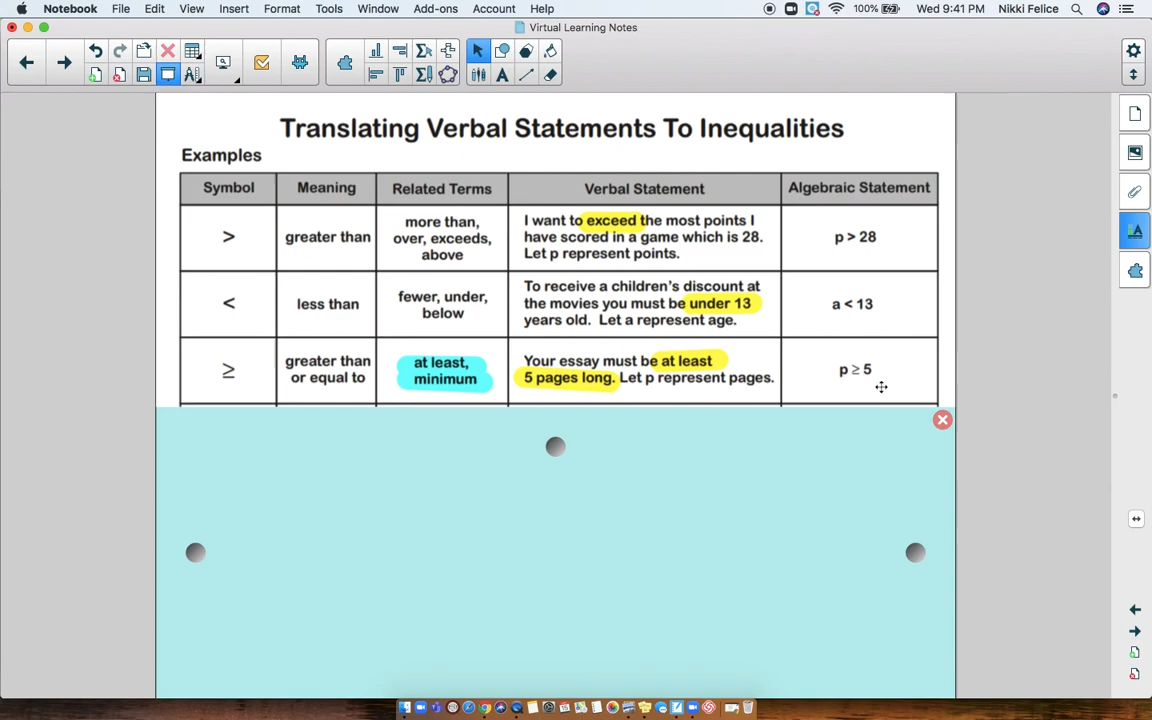 Notebook File Edit View Insert Format Tools Window Add-ons Account Help 100% Wed 9:41 PM Nikki Felice
Virtual Learning Notes
Translating Verbal Statements To Inequalities
Examples
Symbol Meaning Related Terms Verbal Statement Algebraic Statement
> greater than
more than,
over, exceeds,
above
I want to exceed the most points I
have scored in a game which is 28.
Let p represent points.
p > 28
< less than
fewer, under,
below
To receive a children's discount at
the movies you must be under 13
years old. Let a represent age.
a < 13
≥
greater than
or equal to
at least,
minimum
Your essay must be at least
5 pages long. Let p represent pages.
p ≥ 5